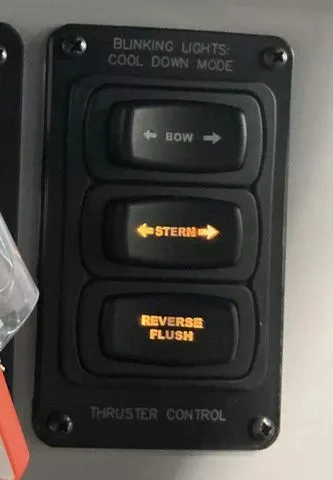 BLINKING LIGHTS:
COOL DOWN MODE
← BOW →
← STERN →
REVERSE
FLUSH
THRUSTER CONTROL